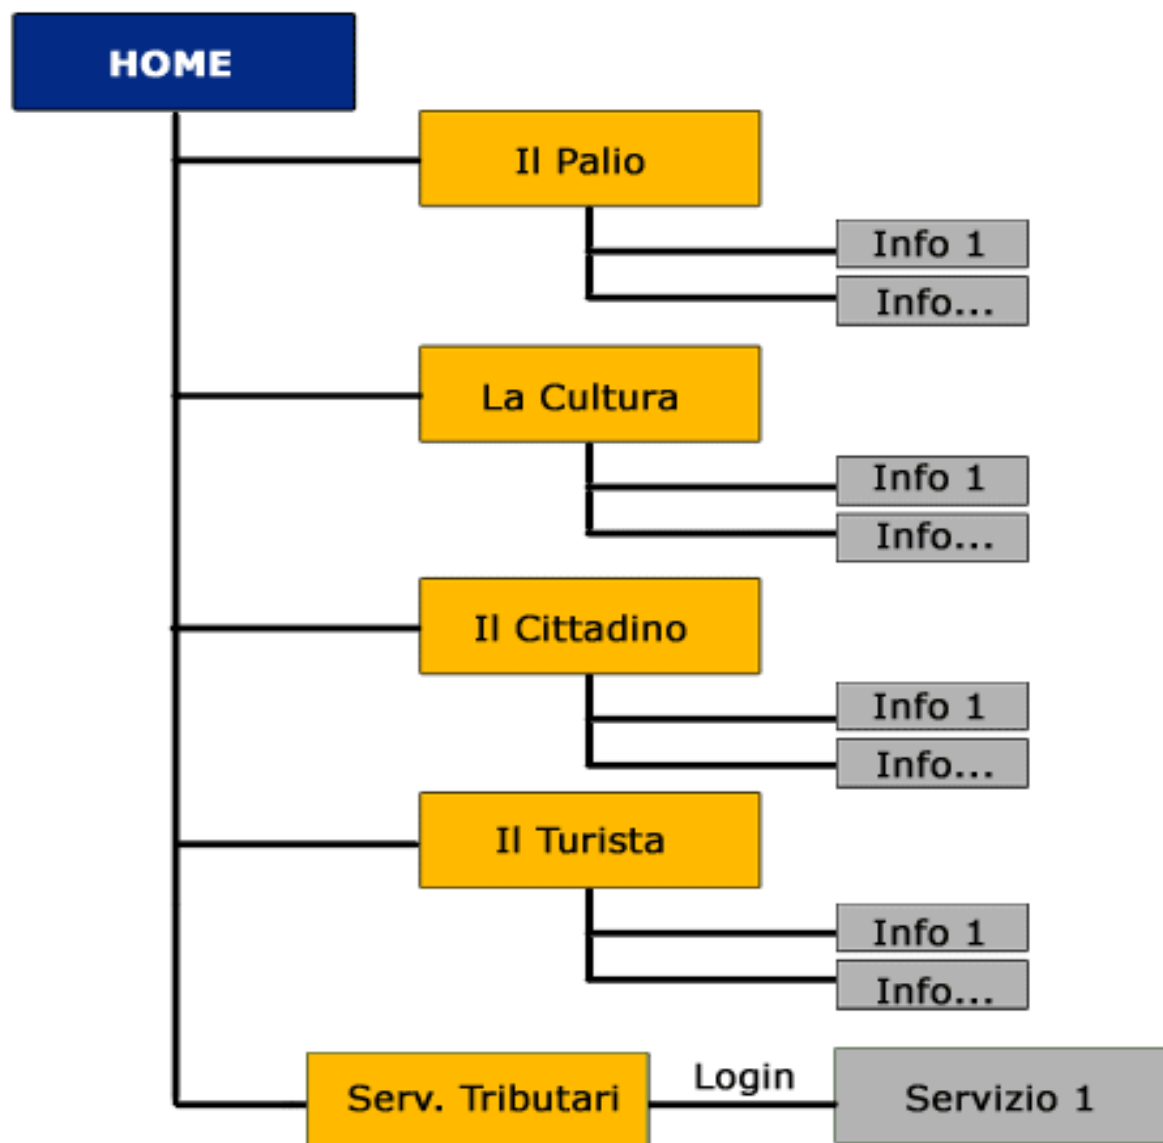 HOME
Il Palio
Info 1
Info...
La Cultura
Info 1
Info...
Il Cittadino
Info 1
Info...
Il Turista
Info 1
Info...
Serv. Tributari
Login
Servizio 1